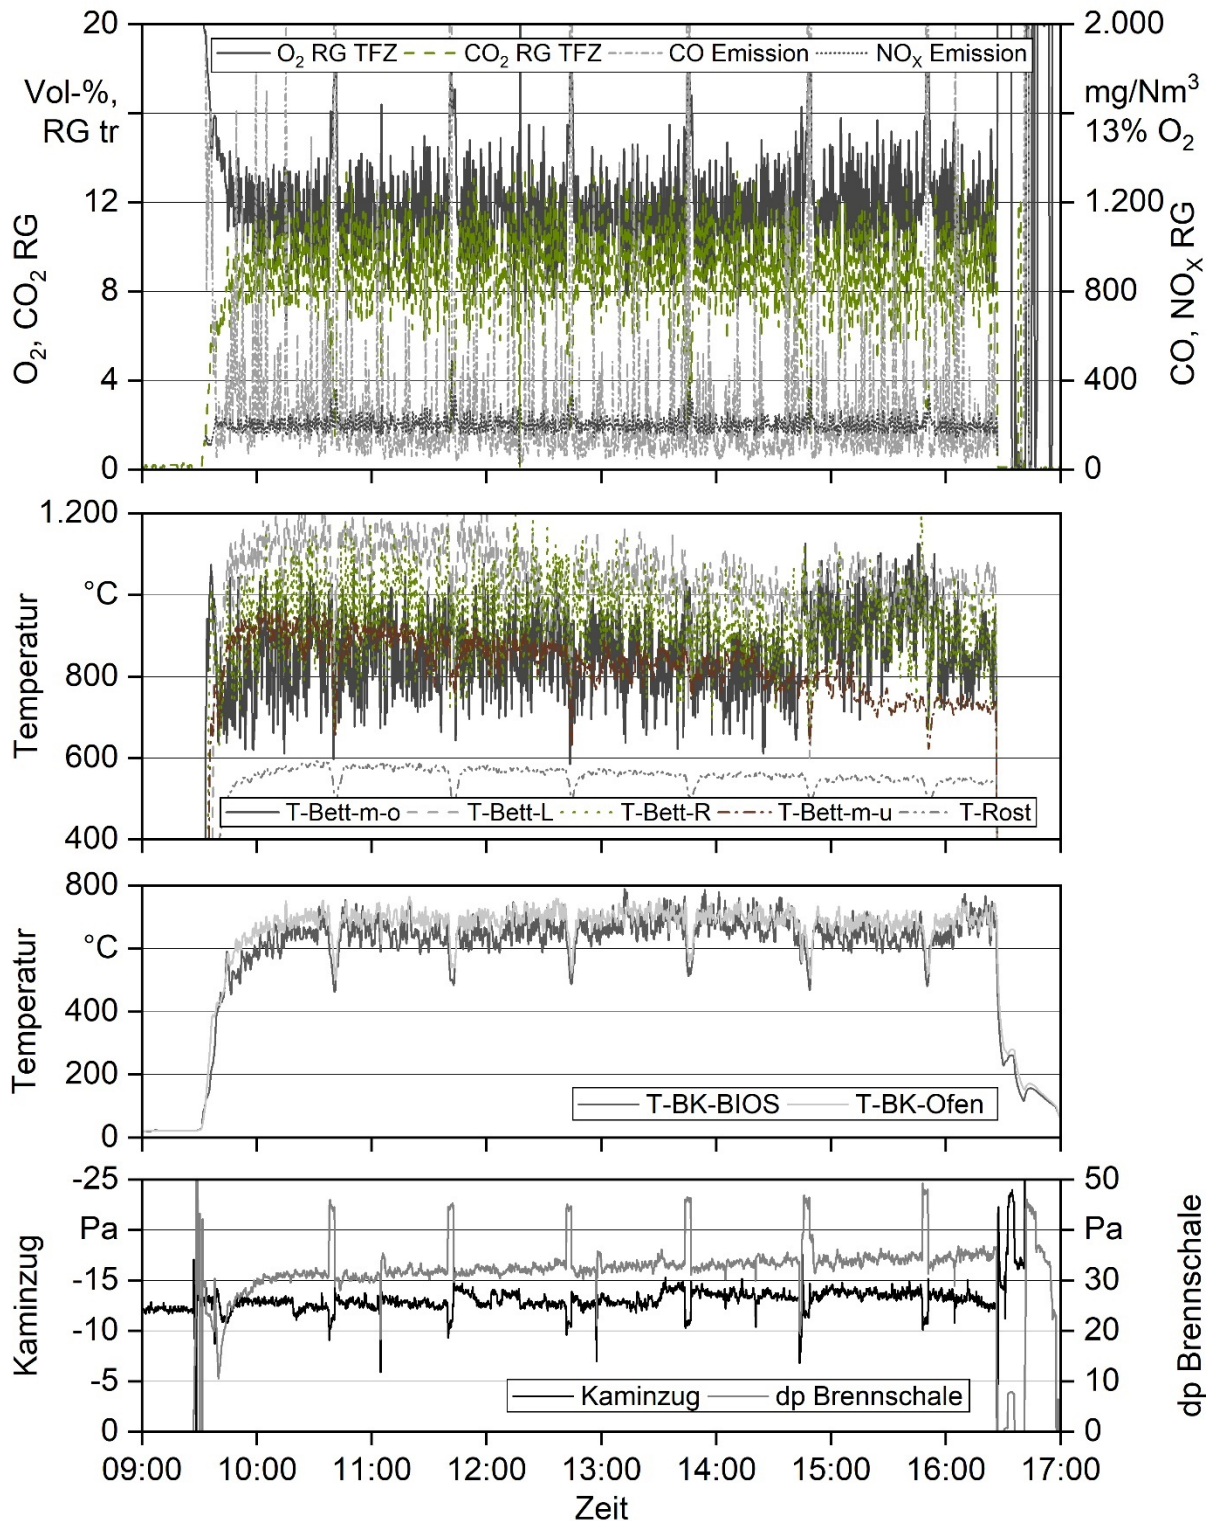 20
2.000
O2 RG TFZ CO2 RG TFZ CO Emission NOX Emission
Vol-%,
RG tr
mg/Nm3
13% O2
12
1.200
8
800
4
400
0
0
O2, CO2 RG
CO, NOX RG
1.200
°C
800
600
400
Temperatur
T-Bett-m-o T-Bett-L T-Bett-R T-Bett-m-u T-Rost
800
°C
400
200
0
Temperatur
T-BK-BIOS T-BK-Ofen
-25
50
Pa
Pa
-15
30
-10
20
-5
10
0
0
Kaminzug
dp Brennschale
Kaminzug dp Brennschale
09:00 10:00 11:00 12:00 13:00 14:00 15:00 16:00 17:00
Zeit